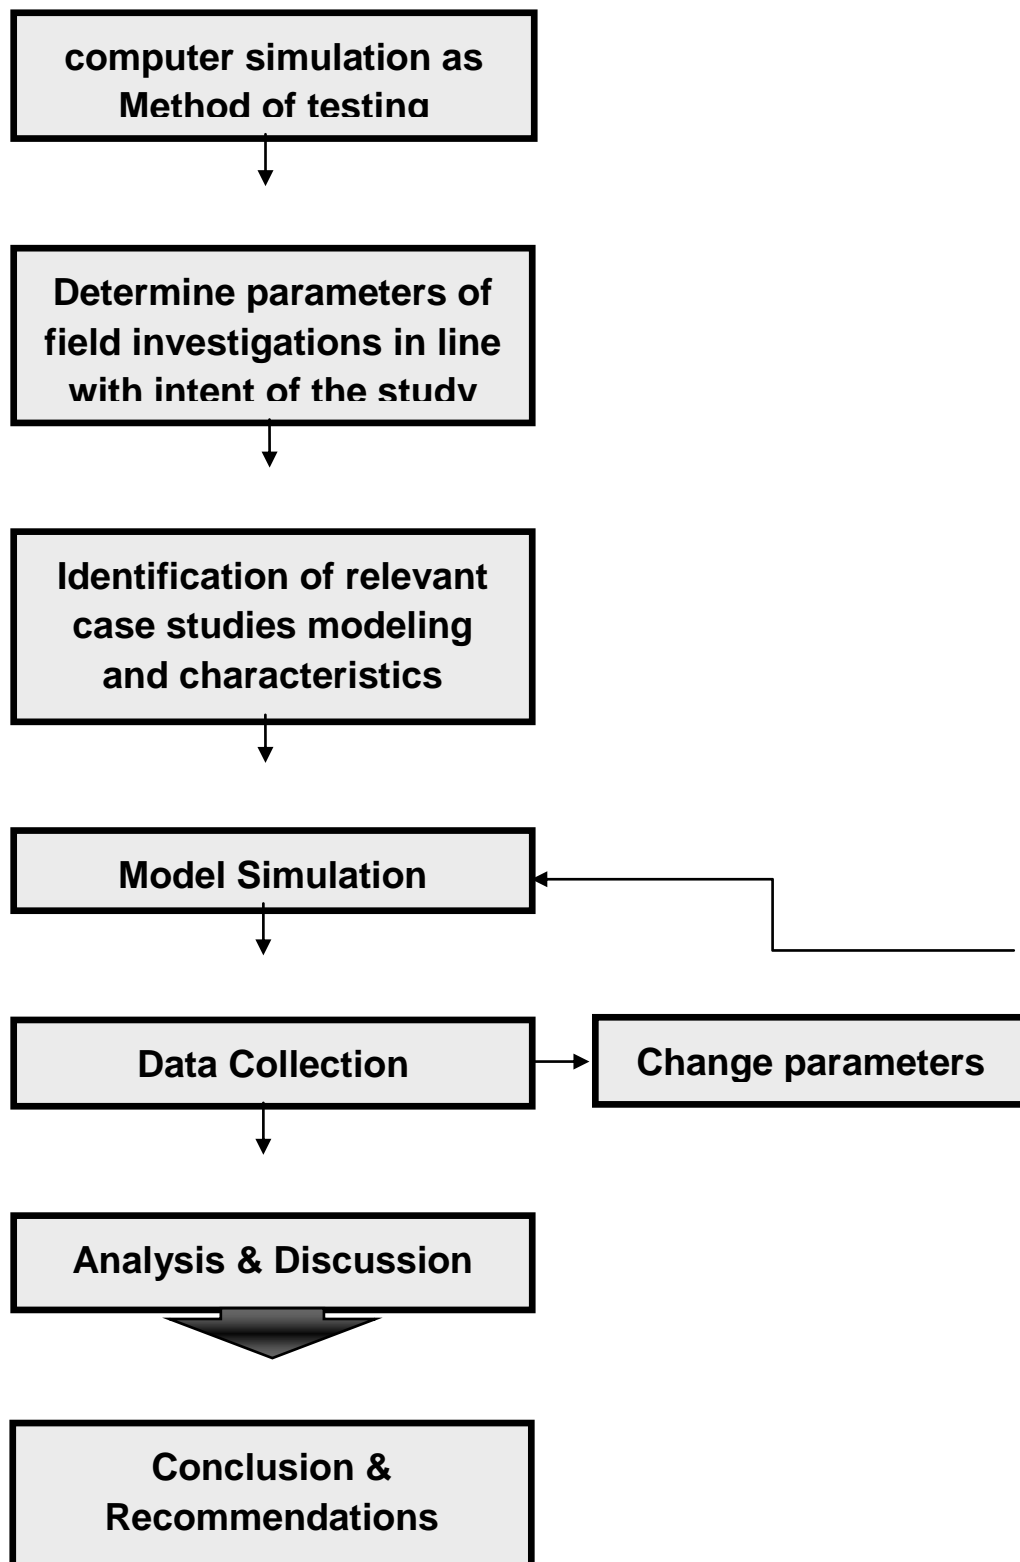 computer simulation as
Method of testing
Determine parameters of
field investigations in line
with intent of the study
Identification of relevant
case studies modeling
and characteristics
Model Simulation
Data Collection
Change parameters
Analysis & Discussion
Conclusion &
Recommendations